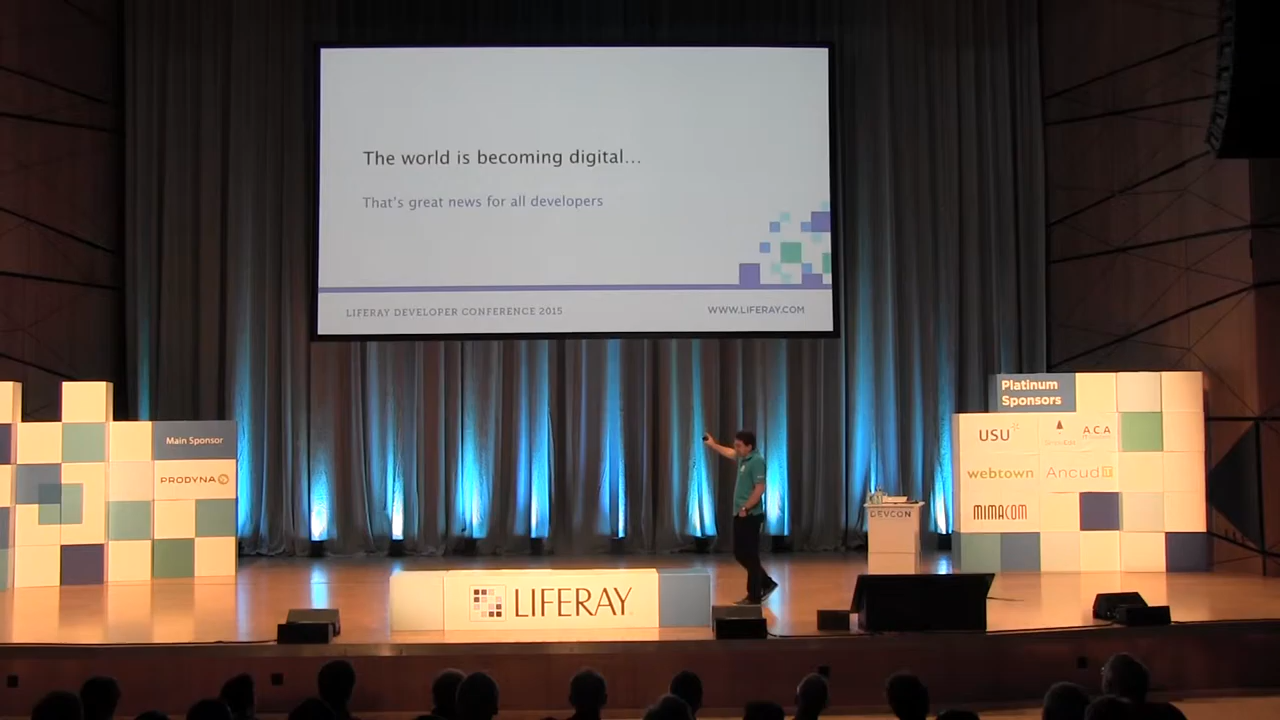 The world is becoming digital...
That's great news for all developers
LIFERAY DEVELOPER CONFERENCE 2015
WWW.LIFERAY.COM
Platinum
Sponsors
Main Sponsor
USU
ACA
PRODYNA
webtown
AncudIT
MIMACOM
DEVCON
LIFERAY